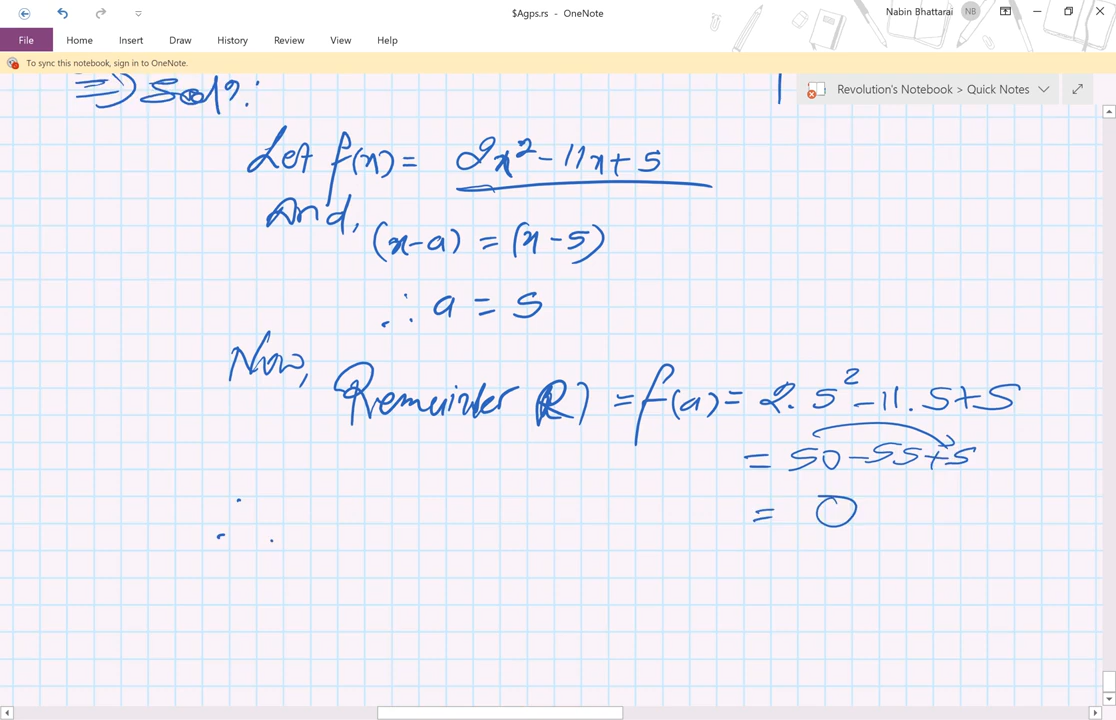 $Agps.rs - OneNote
Nabin Bhattarai NB
File Home Insert Draw History Review View Help
To sync this notebook, sign in to OneNote.
Revolution's Notebook > Quick Notes
⇒ Solⁿ:
Let f(x) = 2x² - 11x + 5
And,
(x-a) = (x-5)
∴ a = 5
Now,
Remainder (R) = f(a) = 2.5² - 11.5+5
= 50 - 55+5
= 0
∴